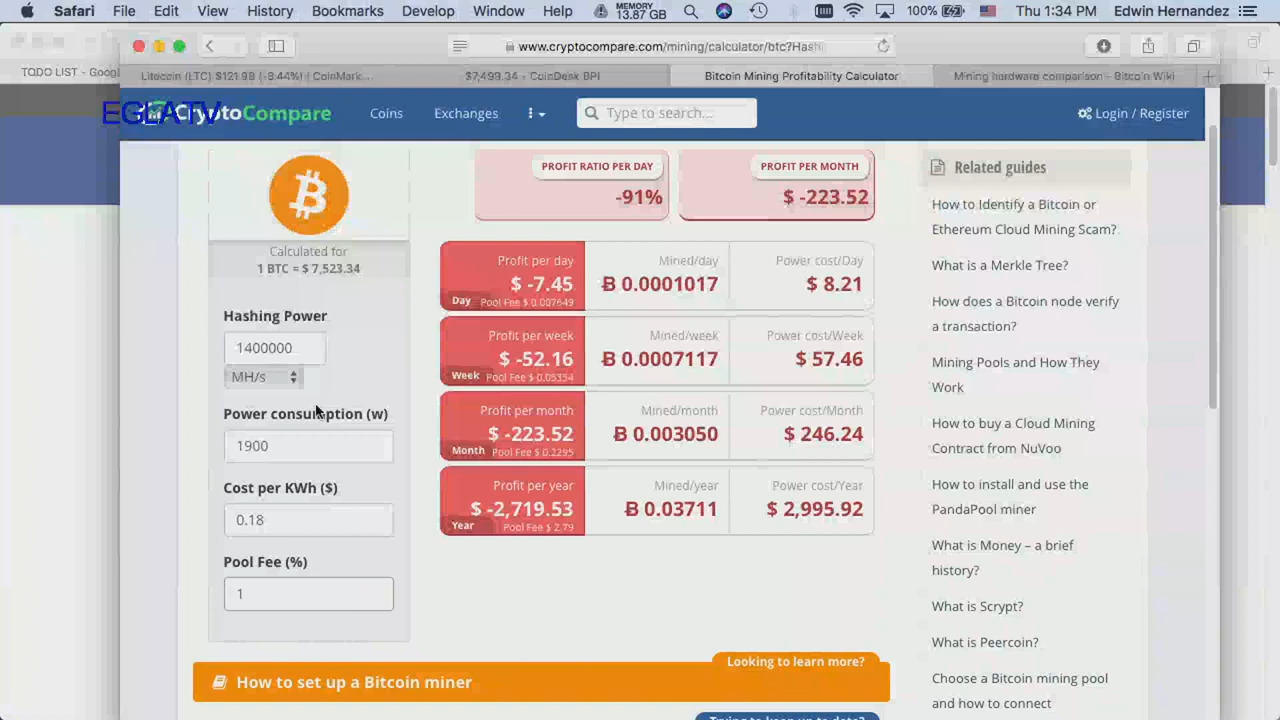 Safari File Edit View History Bookmarks Develop Window Help MEMORY 13.87 GB 100% Thu 1:34 PM Edwin Hernandez
www.cryptocompare.com/mining/calculator/btc?Hashi
TODO LIST - Googl
Litecoin (LTC) $121.98 (-8.44%) | CoinMark...
$7,499.34 - CoinDesk BPI
Bitcoin Mining Profitability Calculator
Mining hardware comparison - Bitcoin Wiki
EGLATV
CryptoCompare
Coins
Exchanges
Type to search...
Login / Register
Calculated for
1 BTC = $ 7,523.34
Hashing Power
1400000
MH/s
Power consumption (w)
1900
Cost per KWh ($)
0.18
Pool Fee (%)
1
PROFIT RATIO PER DAY
-91%
PROFIT PER MONTH
$ -223.52
Profit per day Mined/day Power cost/Day
$ -7.45 Ƀ 0.0001017 $ 8.21
Day Pool Fee $ 0.007649
Profit per week Mined/week Power cost/Week
$ -52.16 Ƀ 0.0007117 $ 57.46
Week Pool Fee $ 0.05354
Profit per month Mined/month Power cost/Month
$ -223.52 Ƀ 0.003050 $ 246.24
Month Pool Fee $ 0.2295
Profit per year Mined/year Power cost/Year
$ -2,719.53 Ƀ 0.03711 $ 2,995.92
Year Pool Fee $ 2.79
Related guides
How to Identify a Bitcoin or
Ethereum Cloud Mining Scam?
What is a Merkle Tree?
How does a Bitcoin node verify
a transaction?
Mining Pools and How They
Work
How to buy a Cloud Mining
Contract from NuVoo
How to install and use the
PandaPool miner
What is Money – a brief
history?
What is Scrypt?
What is Peercoin?
Choose a Bitcoin mining pool
and how to connect
Looking to learn more?
How to set up a Bitcoin miner
Trying to keep up to date?